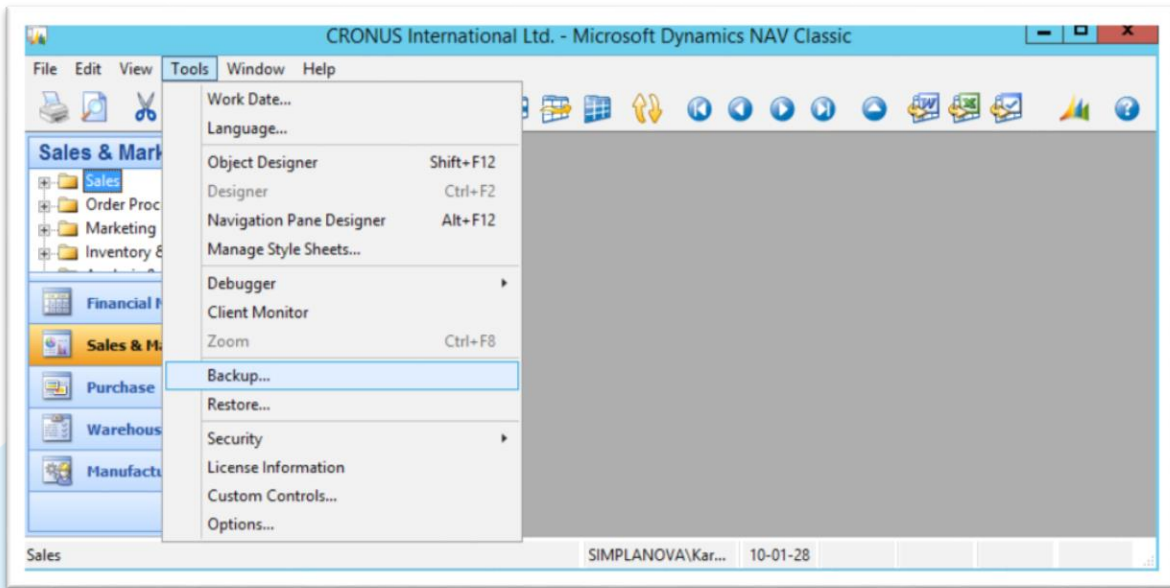 CRONUS International Ltd. - Microsoft Dynamics NAV Classic
File Edit View Tools Window Help
Work Date...
Language...
Object Designer Shift+F12
Designer Ctrl+F2
Navigation Pane Designer Alt+F12
Manage Style Sheets...
Debugger
Client Monitor
Zoom Ctrl+F8
Backup...
Restore...
Security
License Information
Custom Controls...
Options...
Sales & Mark
Sales
Order Proc
Marketing
Inventory &
Financial M
Sales & Ma
Purchase
Warehous
Manufactu
Sales SIMPLANOVA\Kar... 10-01-28